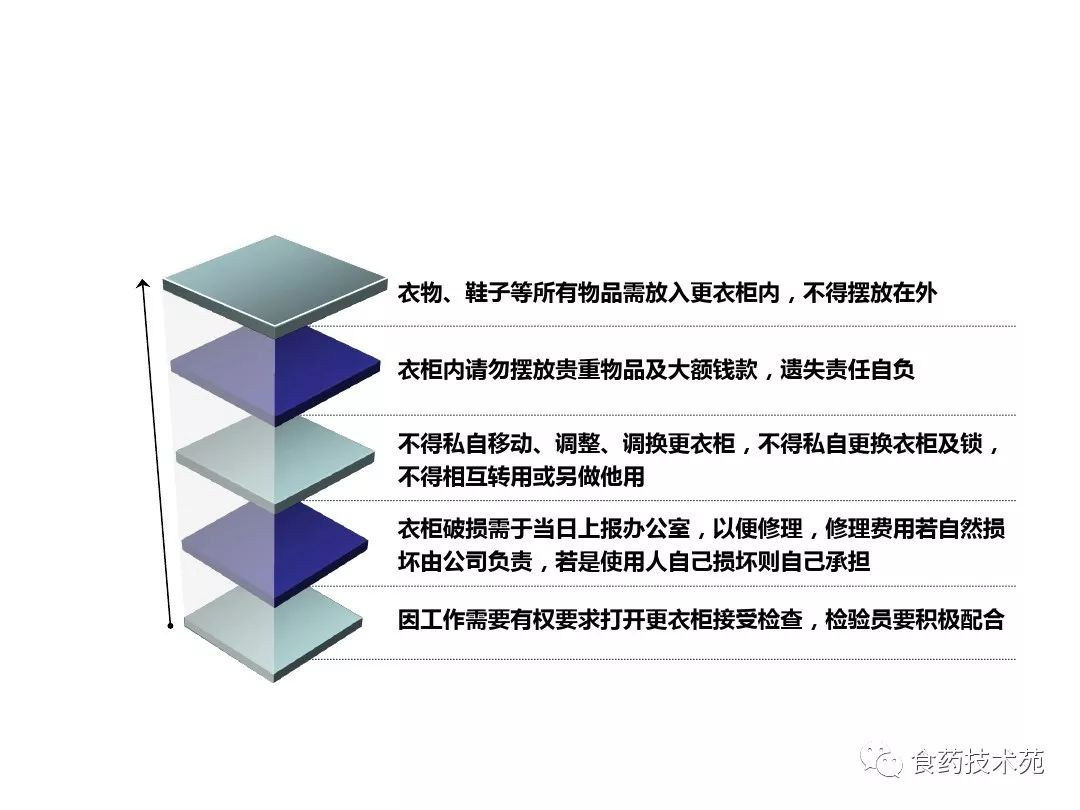 衣物、鞋子等所有物品需放入更衣柜内，不得摆放在外
衣柜内请勿摆放贵重物品及大额钱款，遗失责任自负
不得私自移动、调整、调换更衣柜，不得私自更换衣柜及锁，
不得相互转用或另做他用
衣柜破损需于当日上报办公室，以便修理，修理费用若自然损
坏由公司负责，若是使用人自己损坏则自己承担
因工作需要有权要求打开更衣柜接受检查，检验员要积极配合
食药技术苑